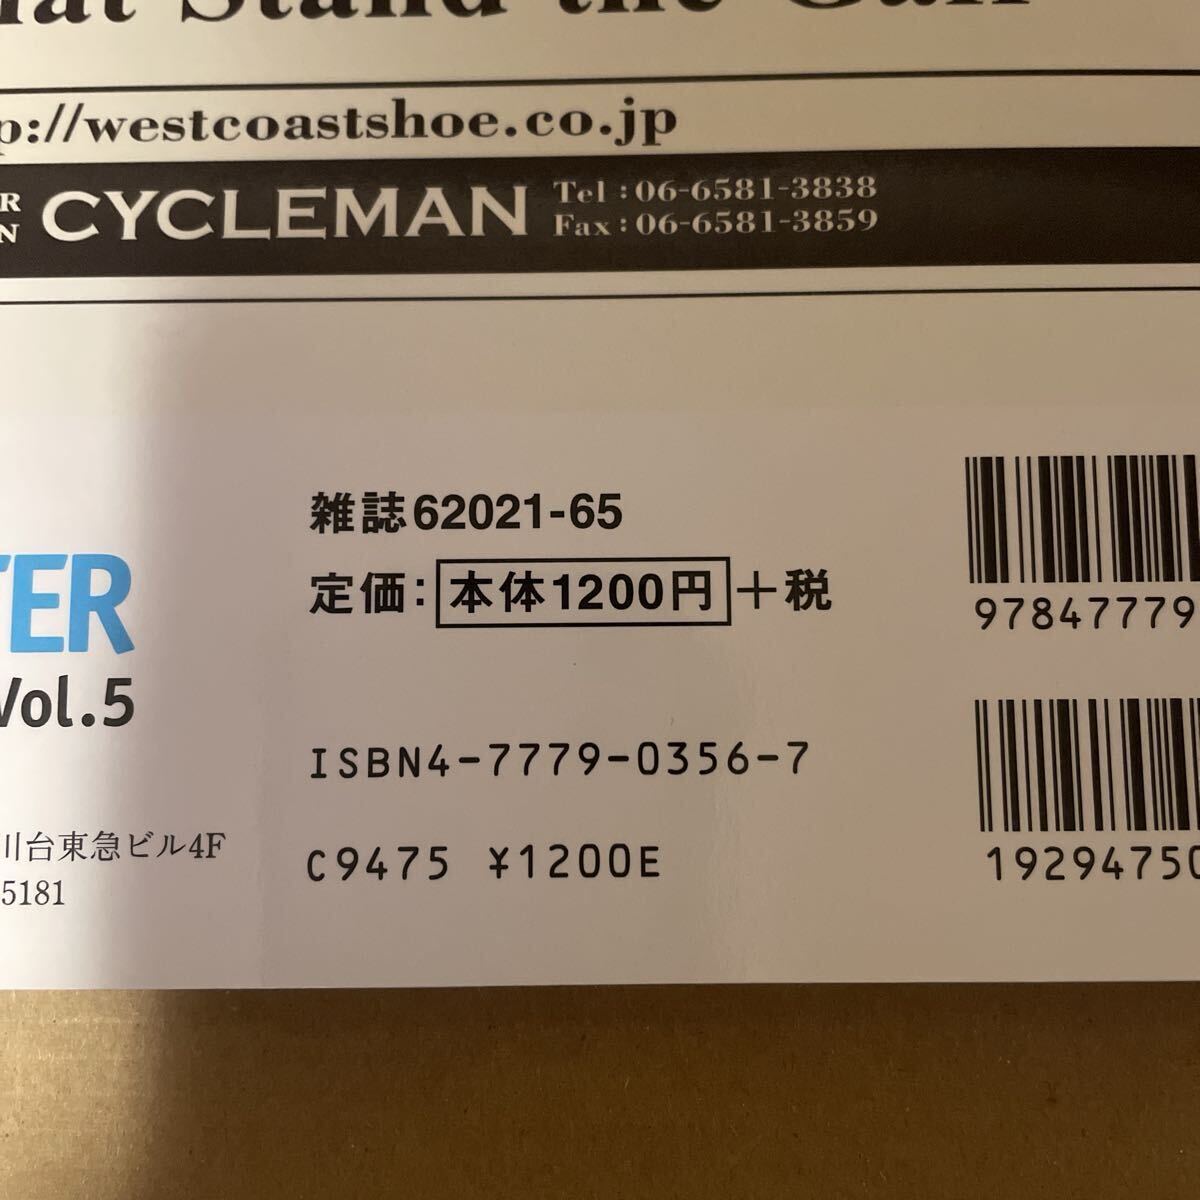 Stand the
p://westcoastshoe.co.jp
R
N
CYCLEMAN
Tel : 06-6581-3838
Fax : 06-6581-3859
雑誌62021-65
定価：本体1200円＋税
TER
Vol.5
ISBN4-7779-0356-7
C9475 ¥1200E
川台東急ビル4F
5181
97847779
19294750